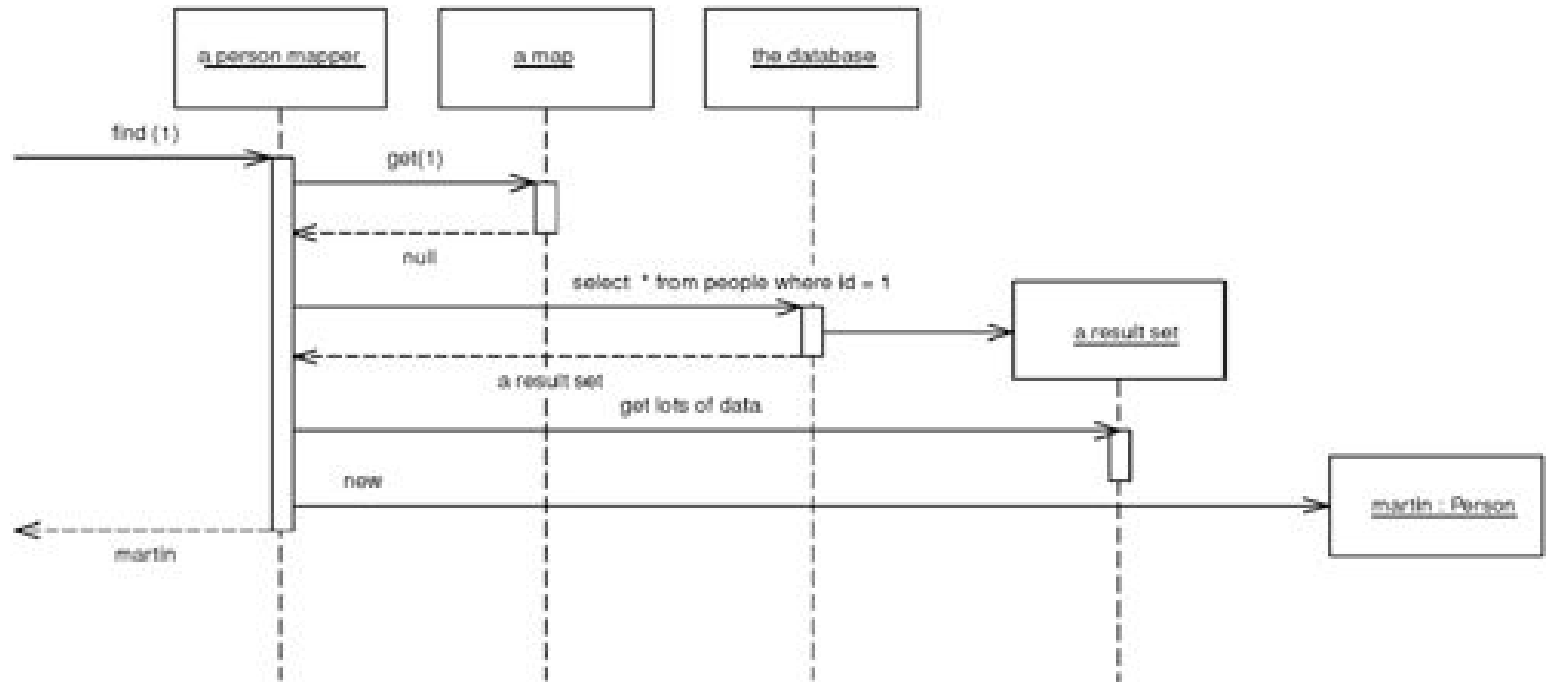 a person mapper
a map
the database
find (1)
get(1)
null
select * from people where id = 1
a result set
a result set
get lots of data
new
martin : Person
martin